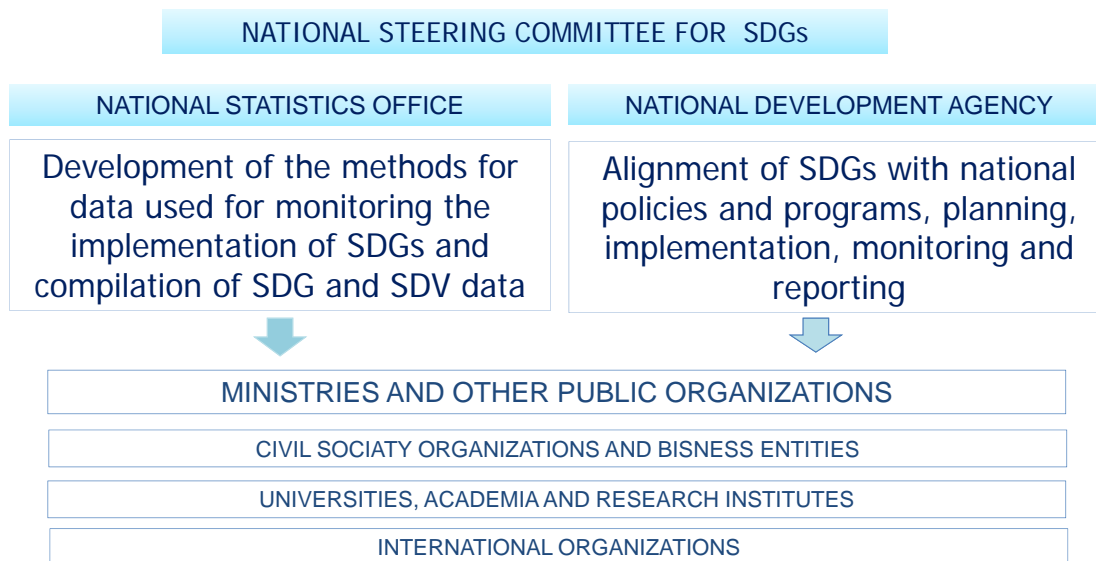 NATIONAL STEERING COMMITTEE FOR SDGs
NATIONAL STATISTICS OFFICE
Development of the methods for
data used for monitoring the
implementation of SDGs and
compilation of SDG and SDV data
NATIONAL DEVELOPMENT AGENCY
Alignment of SDGs with national
policies and programs, planning,
implementation, monitoring and
reporting
MINISTRIES AND OTHER PUBLIC ORGANIZATIONS
CIVIL SOCIATY ORGANIZATIONS AND BISNESS ENTITIES
UNIVERSITIES, ACADEMIA AND RESEARCH INSTITUTES
INTERNATIONAL ORGANIZATIONS